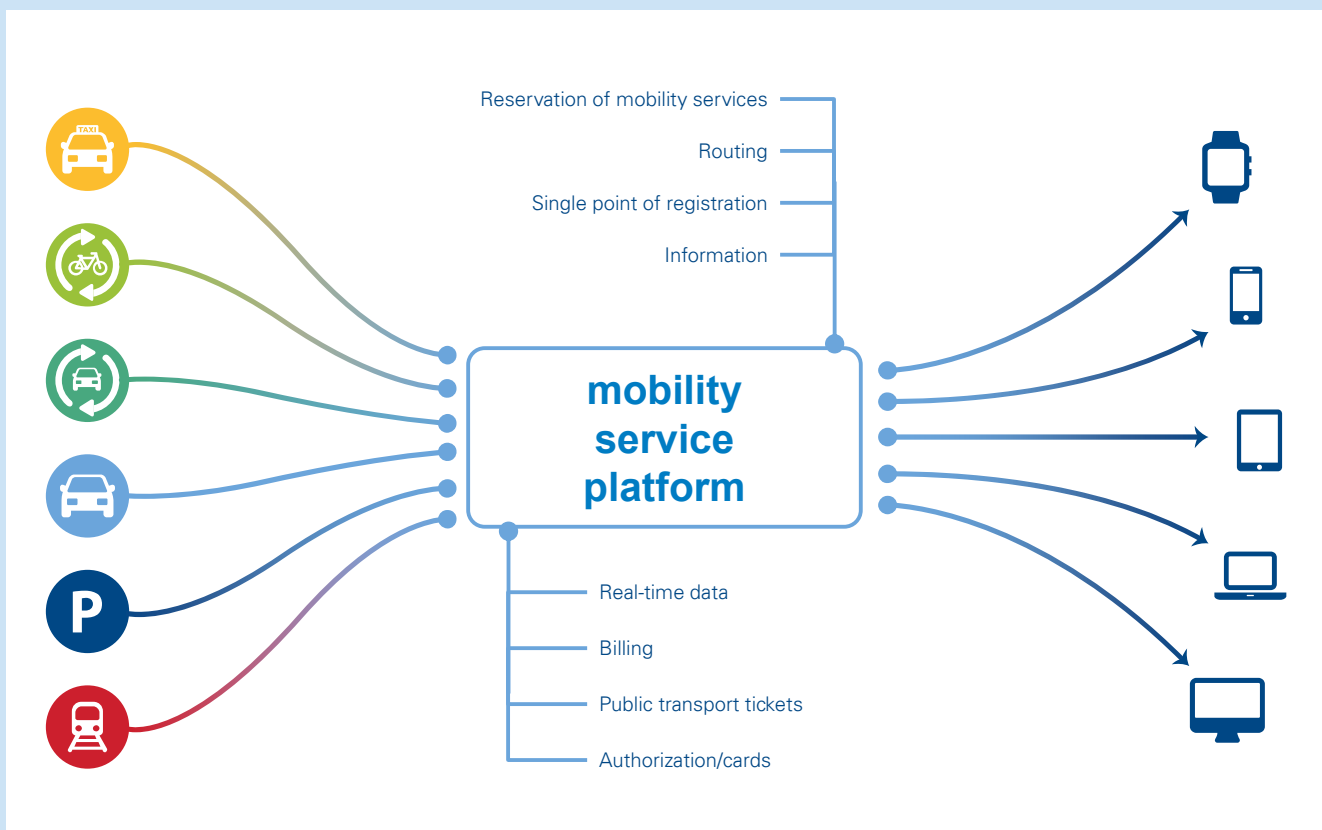 Reservation of mobility services
TAXI
Routing
Single point of registration
Information
mobility
service
platform
P
Real-time data
Billing
Public transport tickets
Authorization/cards